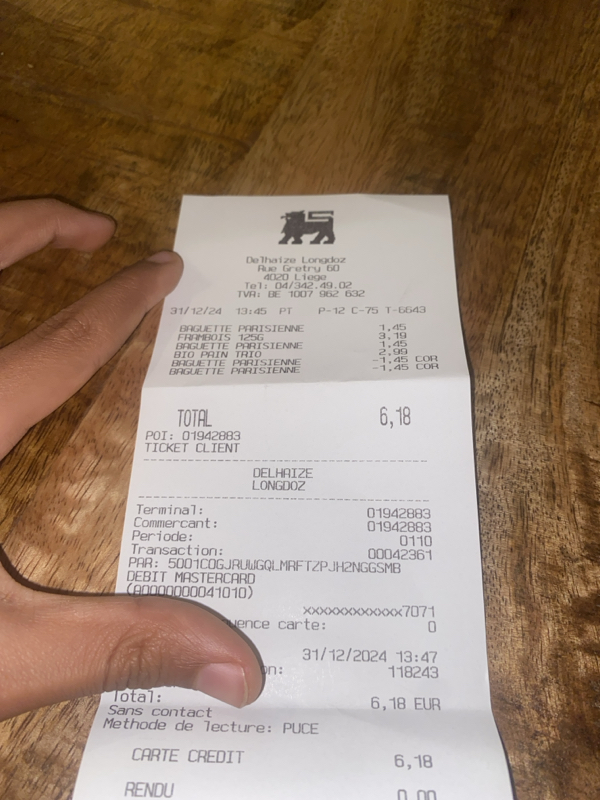 Delhaize Longdoz
Rue Gretry 60
4020 Liege
Tel: 04/342.49.02
TVA: BE 1007 962 632
31/12/24 13:45 PT P-12 C-75 T-6643
BAGUETTE PARISIENNE 1,45
FRAMBOIS 125G 3,19
BAGUETTE PARISIENNE 1,45
BIO PAIN TRIO 2,99
BAGUETTE PARISIENNE -1,45 COR
BAGUETTE PARISIENNE -1,45 COR
TOTAL 6,18
POI: 01942883
TICKET CLIENT
DELHAIZE
LONGDOZ
Terminal: 01942883
Commercant: 01942883
Periode: 0110
Transaction: 00042361
PAR: 5001COGJRUWGQLMRFTZPJH2NGGSMB
DEBIT MASTERCARD
(A0000000041010)
xxxxxxxxxxxx7071
uence carte: 0
31/12/2024 13:47
on: 118243
Total: 6,18 EUR
Sans contact
Methode de lecture: PUCE
CARTE CREDIT 6,18
RENDU 0,00